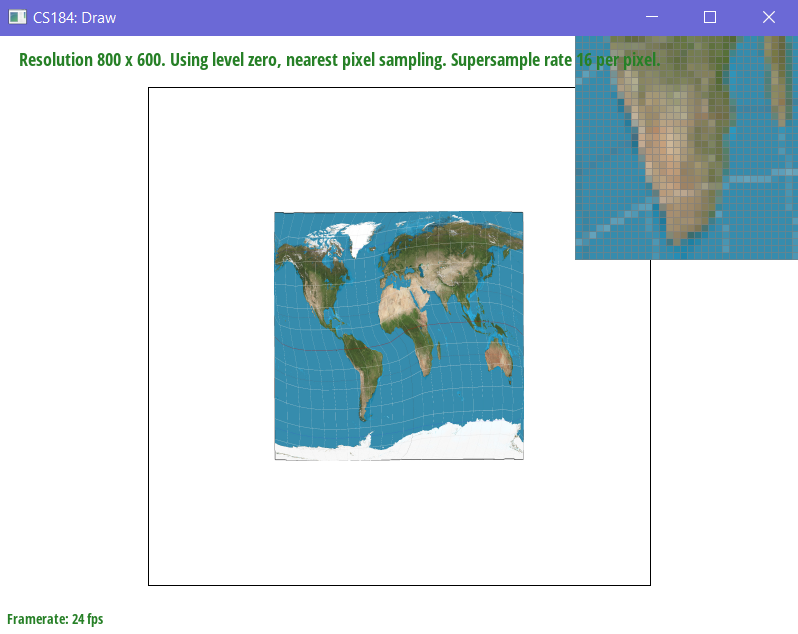 CS184: Draw
Resolution 800 x 600. Using level zero, nearest pixel sampling. Supersample rate 16 per pixel.
Framerate: 24 fps